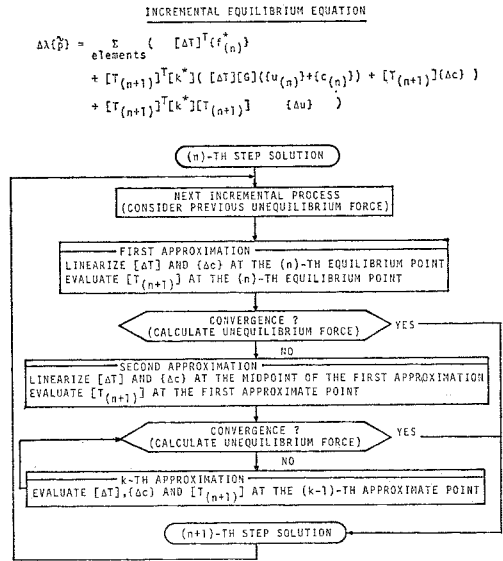 INCREMENTAL EQUILIBRIUM EQUATION
Δλ{p̃} = Σ ( [ΔT]ᵀ{f*₍ₙ₎}
elements
+ [T₍ₙ₊₁₎]ᵀ[k*]( [ΔT][G]({u₍ₙ₎}+{c₍ₙ₎}) + [T₍ₙ₊₁₎]{Δc} )
+ [T₍ₙ₊₁₎]ᵀ[k*][T₍ₙ₊₁₎] {Δu} )
(n)-TH STEP SOLUTION
NEXT INCREMENTAL PROCESS
(CONSIDER PREVIOUS UNEQUILIBRIUM FORCE)
FIRST APPROXIMATION
LINEARIZE [ΔT] AND {Δc} AT THE (n)-TH EQUILIBRIUM POINT
EVALUATE [T₍ₙ₊₁₎] AT THE (n)-TH EQUILIBRIUM POINT
CONVERGENCE ?
(CALCULATE UNEQUILIBRIUM FORCE)
YES
NO
SECOND APPROXIMATION
LINEARIZE [ΔT] AND {Δc} AT THE MIDPOINT OF THE FIRST APPROXIMATION
EVALUATE [T₍ₙ₊₁₎] AT THE FIRST APPROXIMATE POINT
CONVERGENCE ?
(CALCULATE UNEQUILIBRIUM FORCE)
YES
NO
k-TH APPROXIMATION
EVALUATE [ΔT],{Δc} AND [T₍ₙ₊₁₎] AT THE (k-1)-TH APPROXIMATE POINT
(n+1)-TH STEP SOLUTION